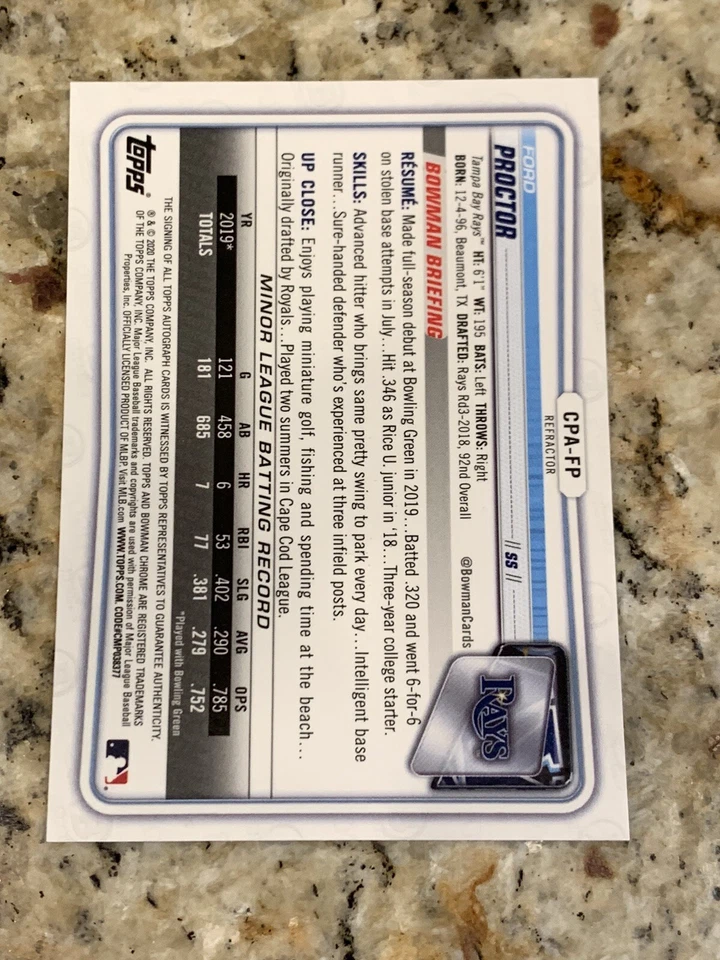 CPA-FP
REFRACTOR
FORD
PROCTOR
|| SS ||
RAYS
Tampa Bay Rays™ HT: 6'1" WT: 195 BATS: Left THROWS: Right
BORN: 12-4-96, Beaumont, TX DRAFTED: Rays Rd3-2018, 92nd Overall
@BowmanCards
BOWMAN BRIEFING
RÉSUMÉ: Made full-season debut at Bowling Green in 2019...Batted .320 and went 6-for-6
on stolen base attempts in July...Hit .346 as Rice U. junior in '18...Three-year college starter.
SKILLS: Advanced hitter who brings same pretty swing to park every day...Intelligent base
runner...Sure-handed defender who's experienced at three infield posts.
UP CLOSE: Enjoys playing miniature golf, fishing and spending time at the beach...
Originally drafted by Royals...Played two summers in Cape Cod League.
MINOR LEAGUE BATTING RECORD
YR G AB HR RBI SLG AVG OPS
2019* 121 458 6 53 .402 .290 .785
TOTALS 181 685 7 77 .381 .279 .752
*Played with Bowling Green
THE SIGNING OF ALL TOPPS AUTOGRAPH CARDS IS WITNESSED BY TOPPS REPRESENTATIVES TO GUARANTEE AUTHENTICITY.
topps®
® & © 2020 THE TOPPS COMPANY, INC. ALL RIGHTS RESERVED. TOPPS AND BOWMAN CHROME ARE REGISTERED TRADEMARKS
OF THE TOPPS COMPANY, INC. Major League Baseball trademarks and copyrights are used with permission of Major League Baseball
Properties, Inc. OFFICIALLY LICENSED PRODUCT OF MLBP. Visit MLB.com WWW.TOPPS.COM. CODE#CMP038377